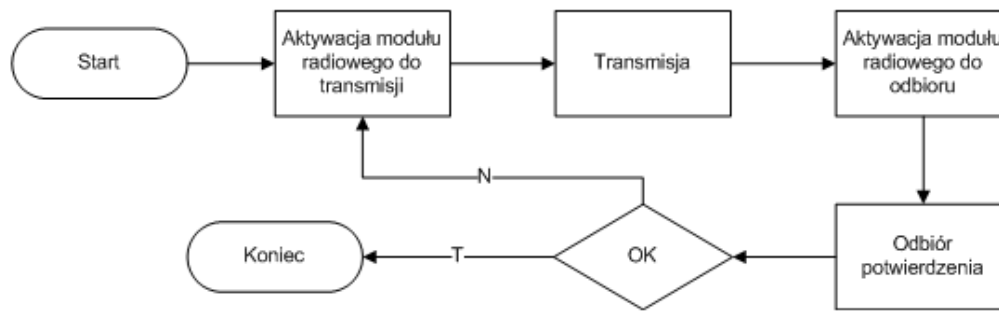 Start
Aktywacja modułu
radiowego do
transmisji
Transmisja
Aktywacja modułu
radiowego do
odbioru
N
Koniec
T
OK
Odbiór
potwierdzenia